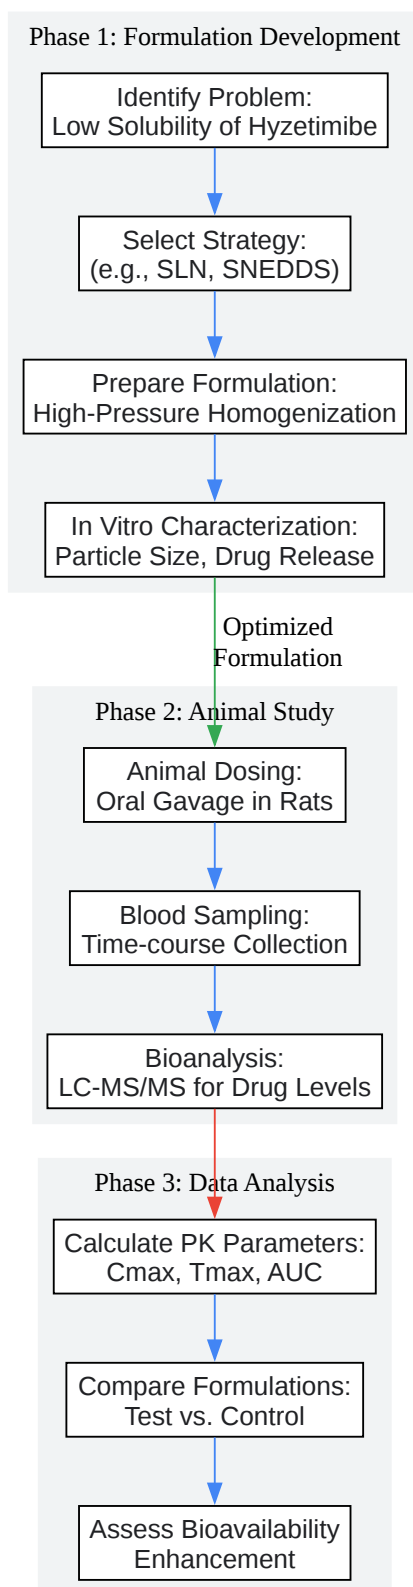 Phase 1: Formulation Development
Identify Problem:
Low Solubility of Hyzetimibe
Select Strategy:
(e.g., SLN, SNEDDS)
Prepare Formulation:
High-Pressure Homogenization
In Vitro Characterization:
Particle Size, Drug Release
Optimized
Formulation
Phase 2: Animal Study
Animal Dosing:
Oral Gavage in Rats
Blood Sampling:
Time-course Collection
Bioanalysis:
LC-MS/MS for Drug Levels
Phase 3: Data Analysis
Calculate PK Parameters:
Cmax, Tmax, AUC
Compare Formulations:
Test vs. Control
Assess Bioavailability
Enhancement